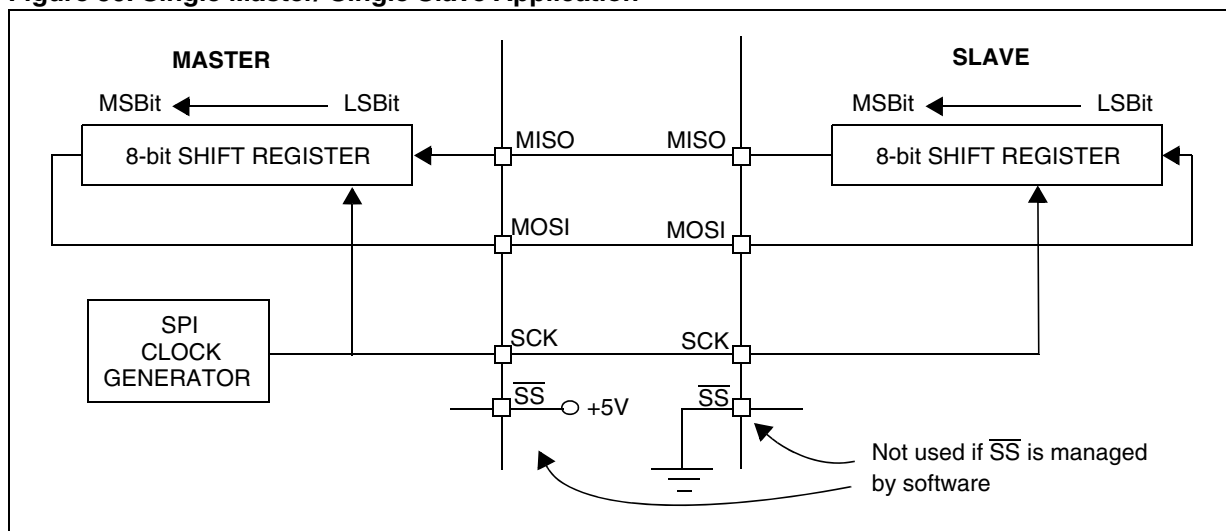 Single Master/ Single Slave Application
MASTER
SLAVE
MSBit LSBit
MSBit LSBit
8-bit SHIFT REGISTER
MISO
MISO
8-bit SHIFT REGISTER
MOSI
MOSI
SPI
CLOCK
GENERATOR
SCK
SCK
SS
+5V
SS
Not used if SS is managed
by software